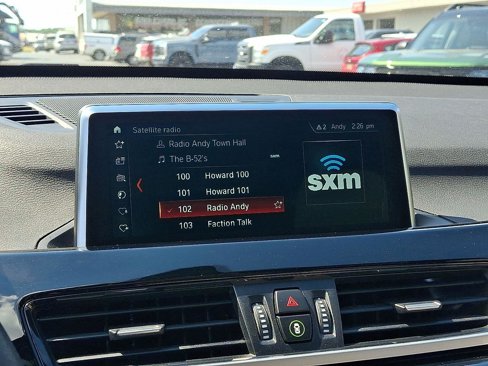 Satellite radio
2 Andy 2:26 pm
Radio Andy Town Hall
The B-52's
sxm
sxm
100 Howard 100
101 Howard 101
102 Radio Andy
103 Faction Talk